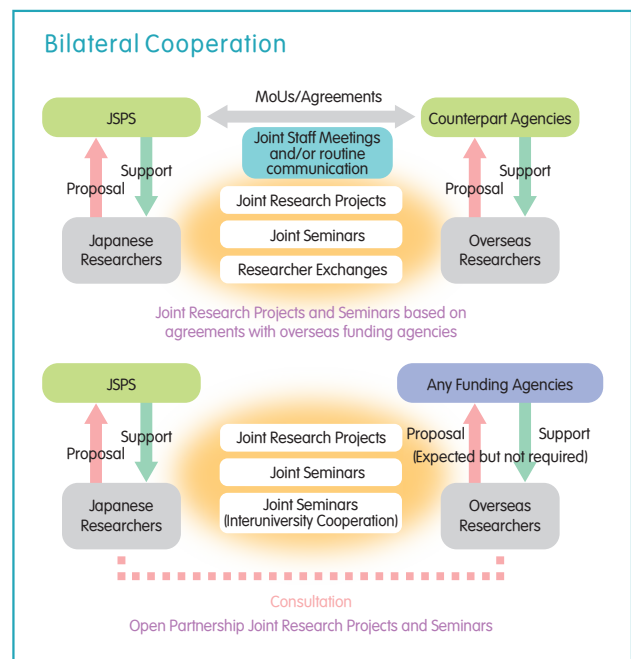 Bilateral Cooperation
MoUs/Agreements
JSPS
Counterpart Agencies
Joint Staff Meetings
and/or routine
communication
Support
Proposal
Support
Proposal
Joint Research Projects
Joint Seminars
Researcher Exchanges
Japanese
Researchers
Overseas
Researchers
Joint Research Projects and Seminars based on
agreements with overseas funding agencies
JSPS
Any Funding Agencies
Support
Proposal
Joint Research Projects
Joint Seminars
Joint Seminars
(Interuniversity Cooperation)
Proposal
Support
(Expected but not required)
Japanese
Researchers
Overseas
Researchers
Consultation
Open Partnership Joint Research Projects and Seminars